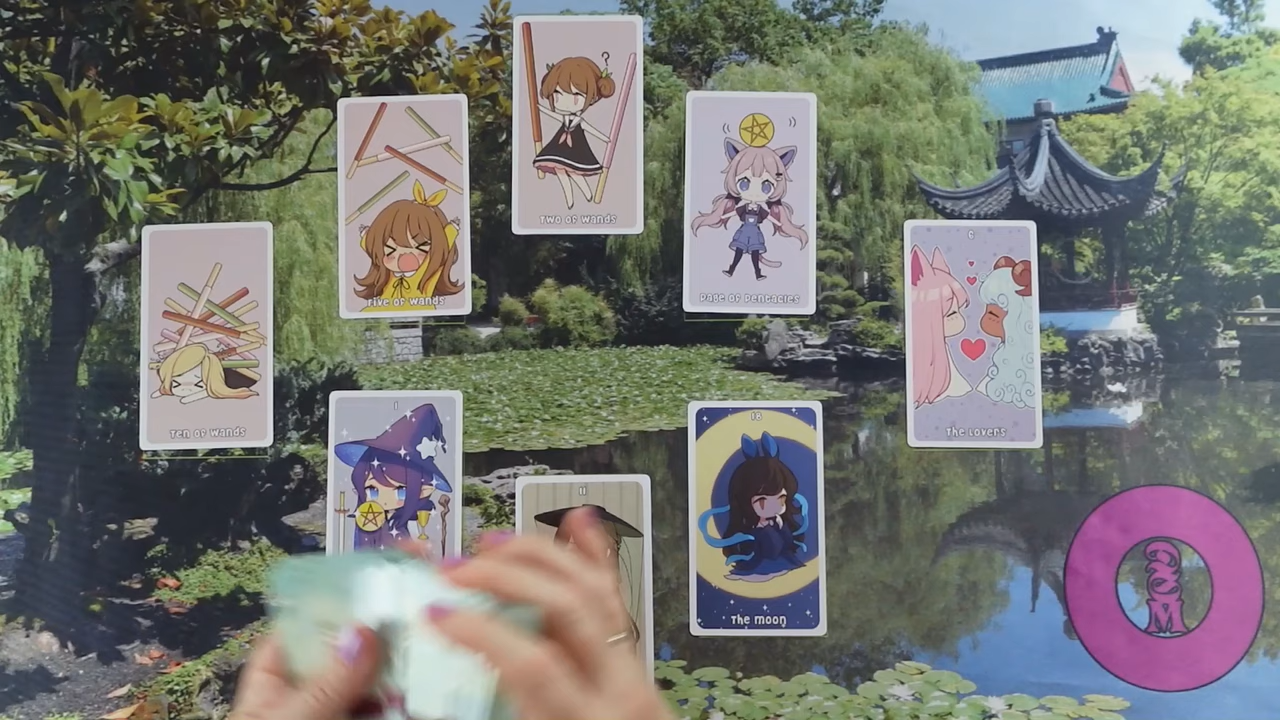 Two of Wands
Five of Wands
Page of Pentacles
Ten of Wands
6
The Lovers
I
II
18
The Moon